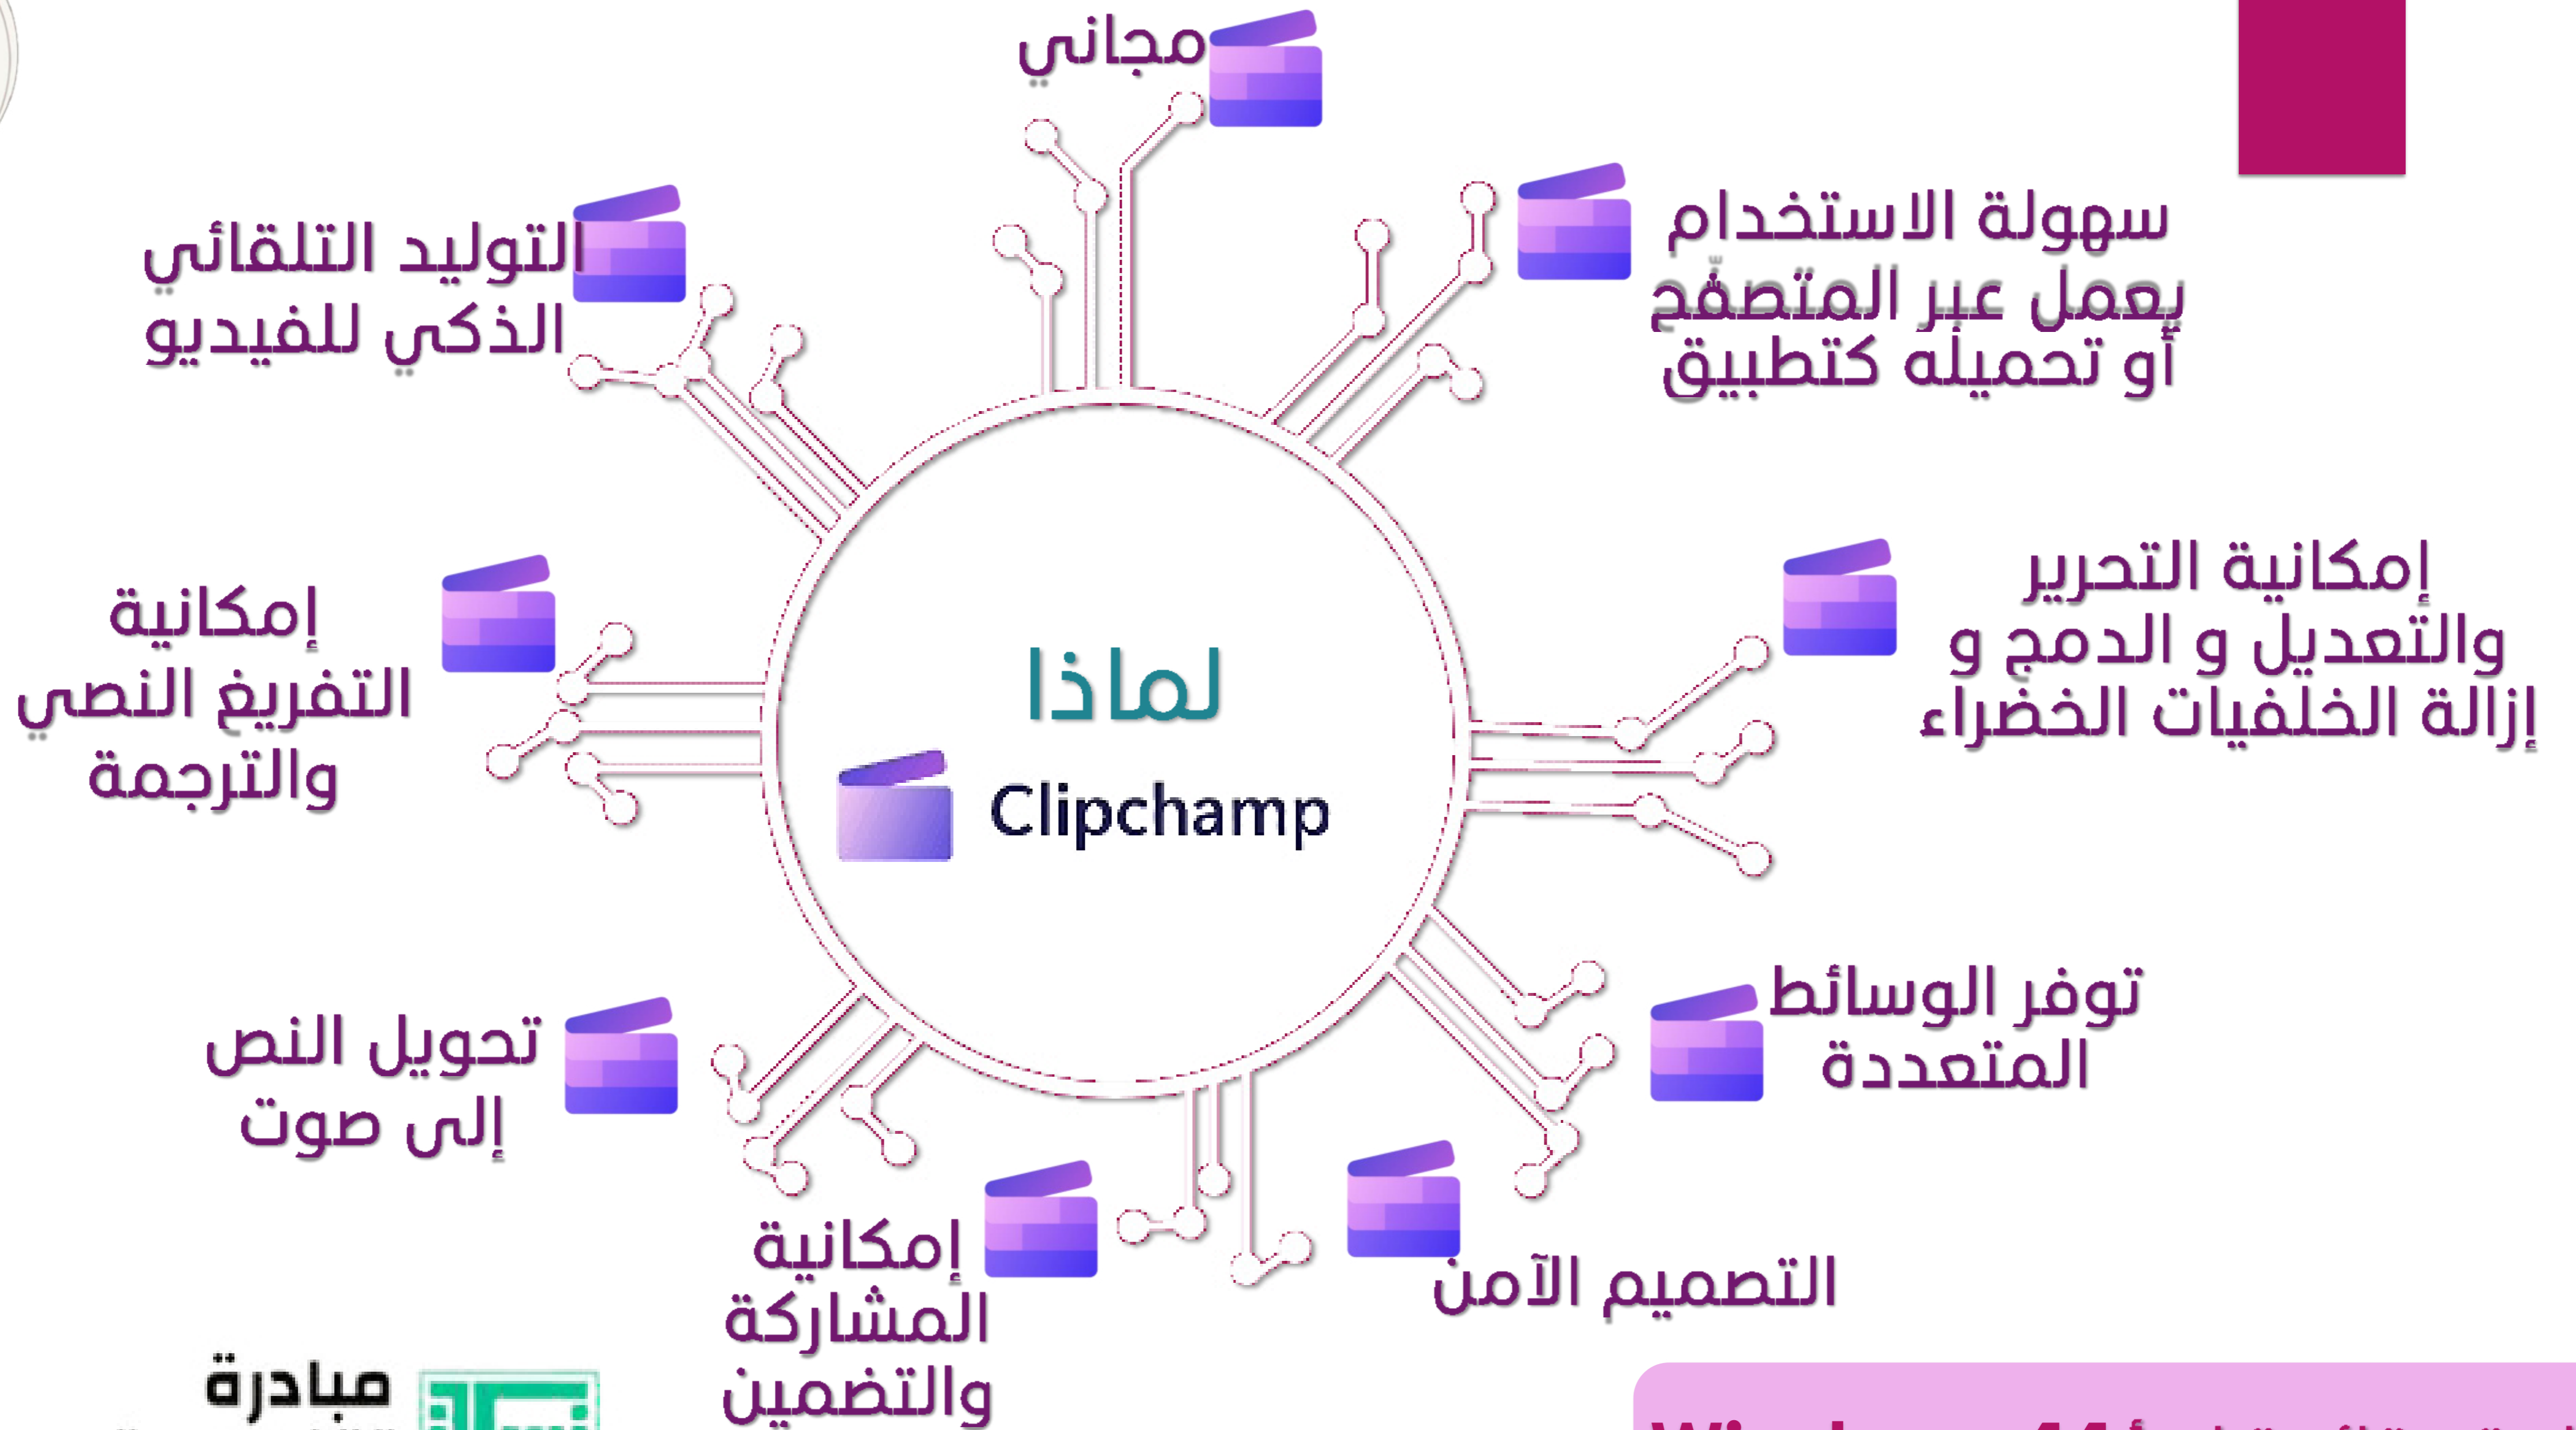 مجاني
سهولة الاستخدام
يعمل عبر المتصفّح
أو تحميله كتطبيق
إمكانية التحرير
والتعديل و الدمج و
إزالة الخلفيات الخضراء
توفر الوسائط
المتعددة
التصميم الآمن
إمكانية
المشاركة
والتضمين
تحويل النص
إلى صوت
إمكانية
التفريغ النصي
والترجمة
التوليد التلقائي
الذكي للفيديو
لماذا
Clipchamp
مبادرة